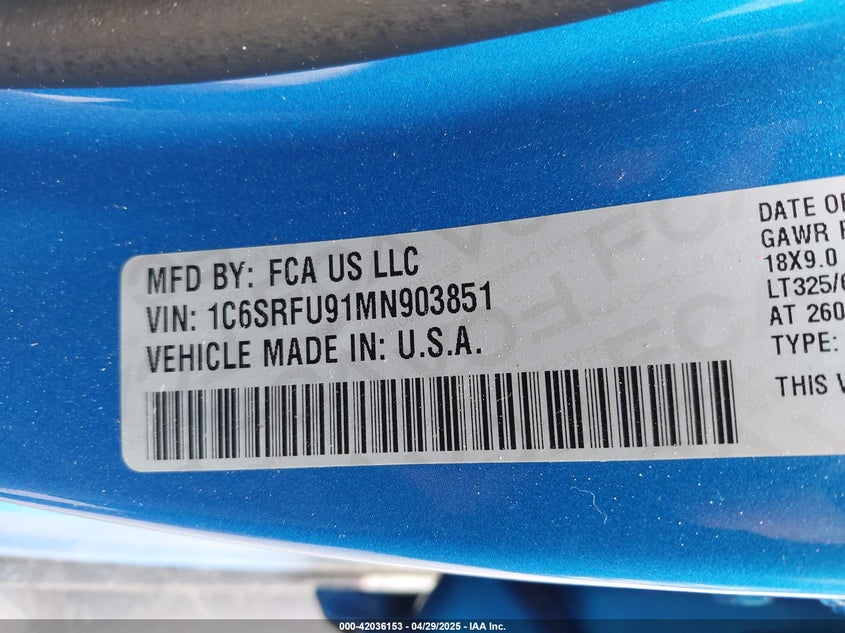 MFD BY: FCA US LLC
VIN: 1C6SRFU91MN903851
VEHICLE MADE IN: U.S.A.
DATE OF
GAWR
18X9.0
LT325/6
AT 260
TYPE:
THIS
000-42036153 - 04/29/2025 - IAA Inc.